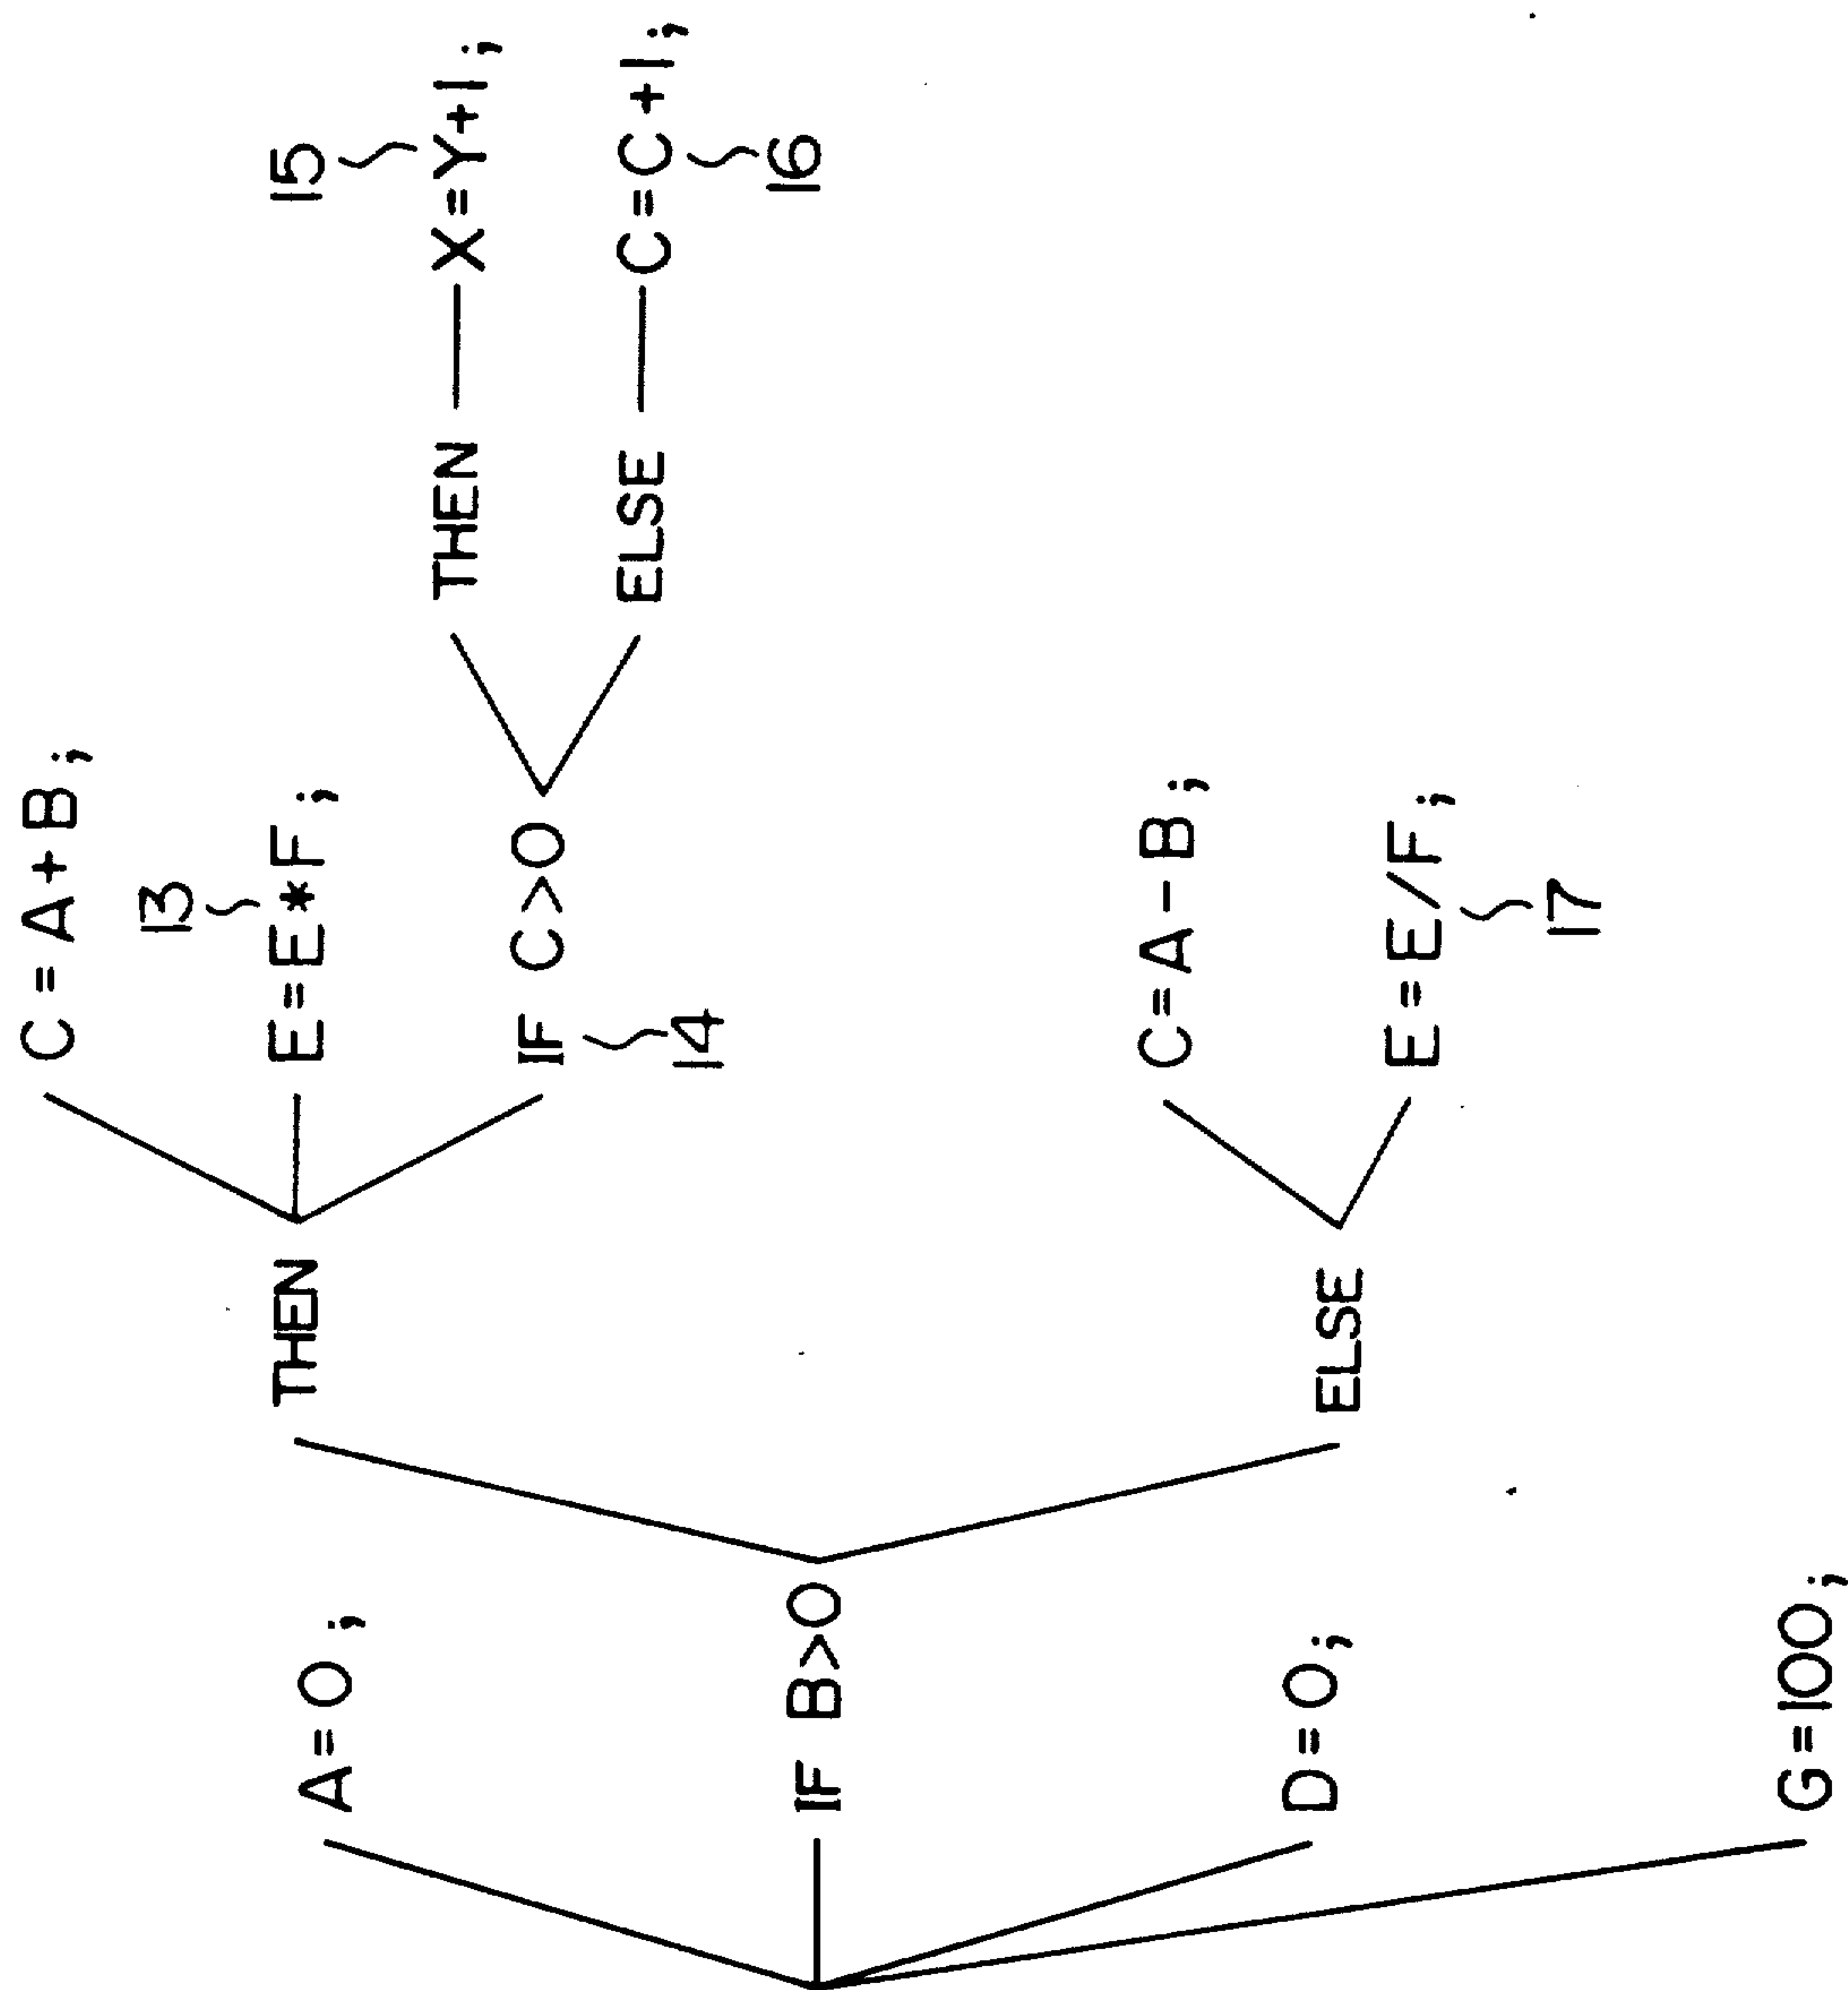 A=0;
IF B>0
THEN
C=A+B;
13
E=E*F;
IF C>0
14
THEN
15
X=Y+1;
ELSE
C=C+1;
16
ELSE
C=A-B;
E=E/F;
17
D=0;
G=100;